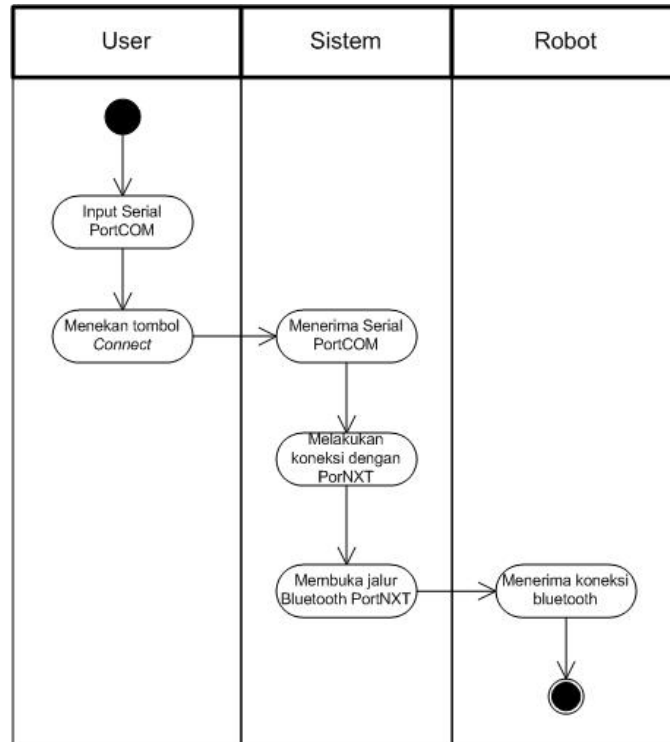 User
Sistem
Robot
Input Serial
PortCOM
Menekan tombol
Connect
Menerima Serial
PortCOM
Melakukan
koneksi dengan
PorNXT
Membuka jalur
Bluetooth PortNXT
Menerima koneksi
bluetooth